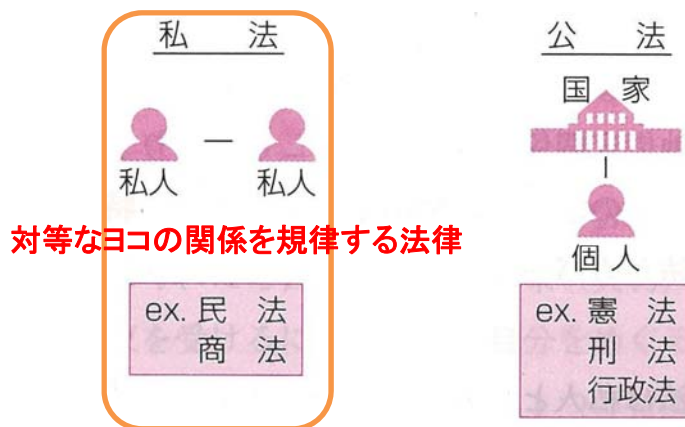 私 法
私人 ― 私人
対等なヨコの関係を規律する法律
ex. 民 法
商 法
公 法
国 家
個 人
ex. 憲 法
刑 法
行政法